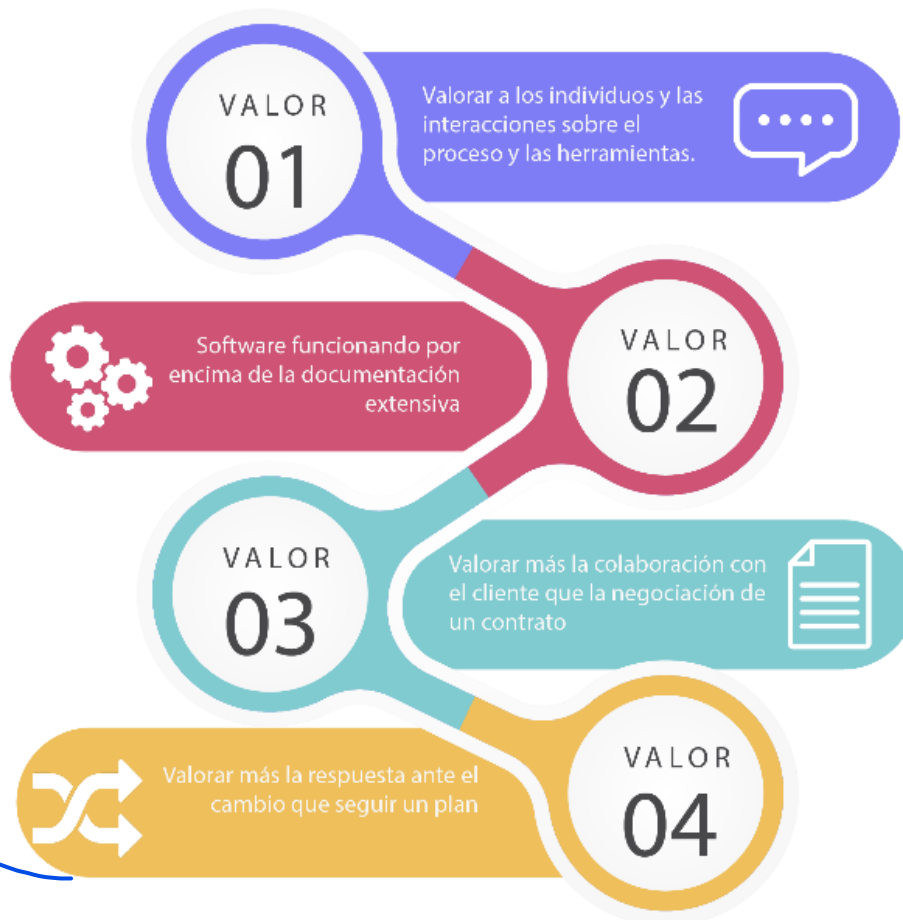 VALOR
01
Valorar a los individuos y las
interacciones sobre el
proceso y las herramientas.
Software funcionando por
encima de la documentación
extensiva
VALOR
02
VALOR
03
Valorar más la colaboración con
el cliente que la negociación de
un contrato
Valorar más la respuesta ante el
cambio que seguir un plan
VALOR
04